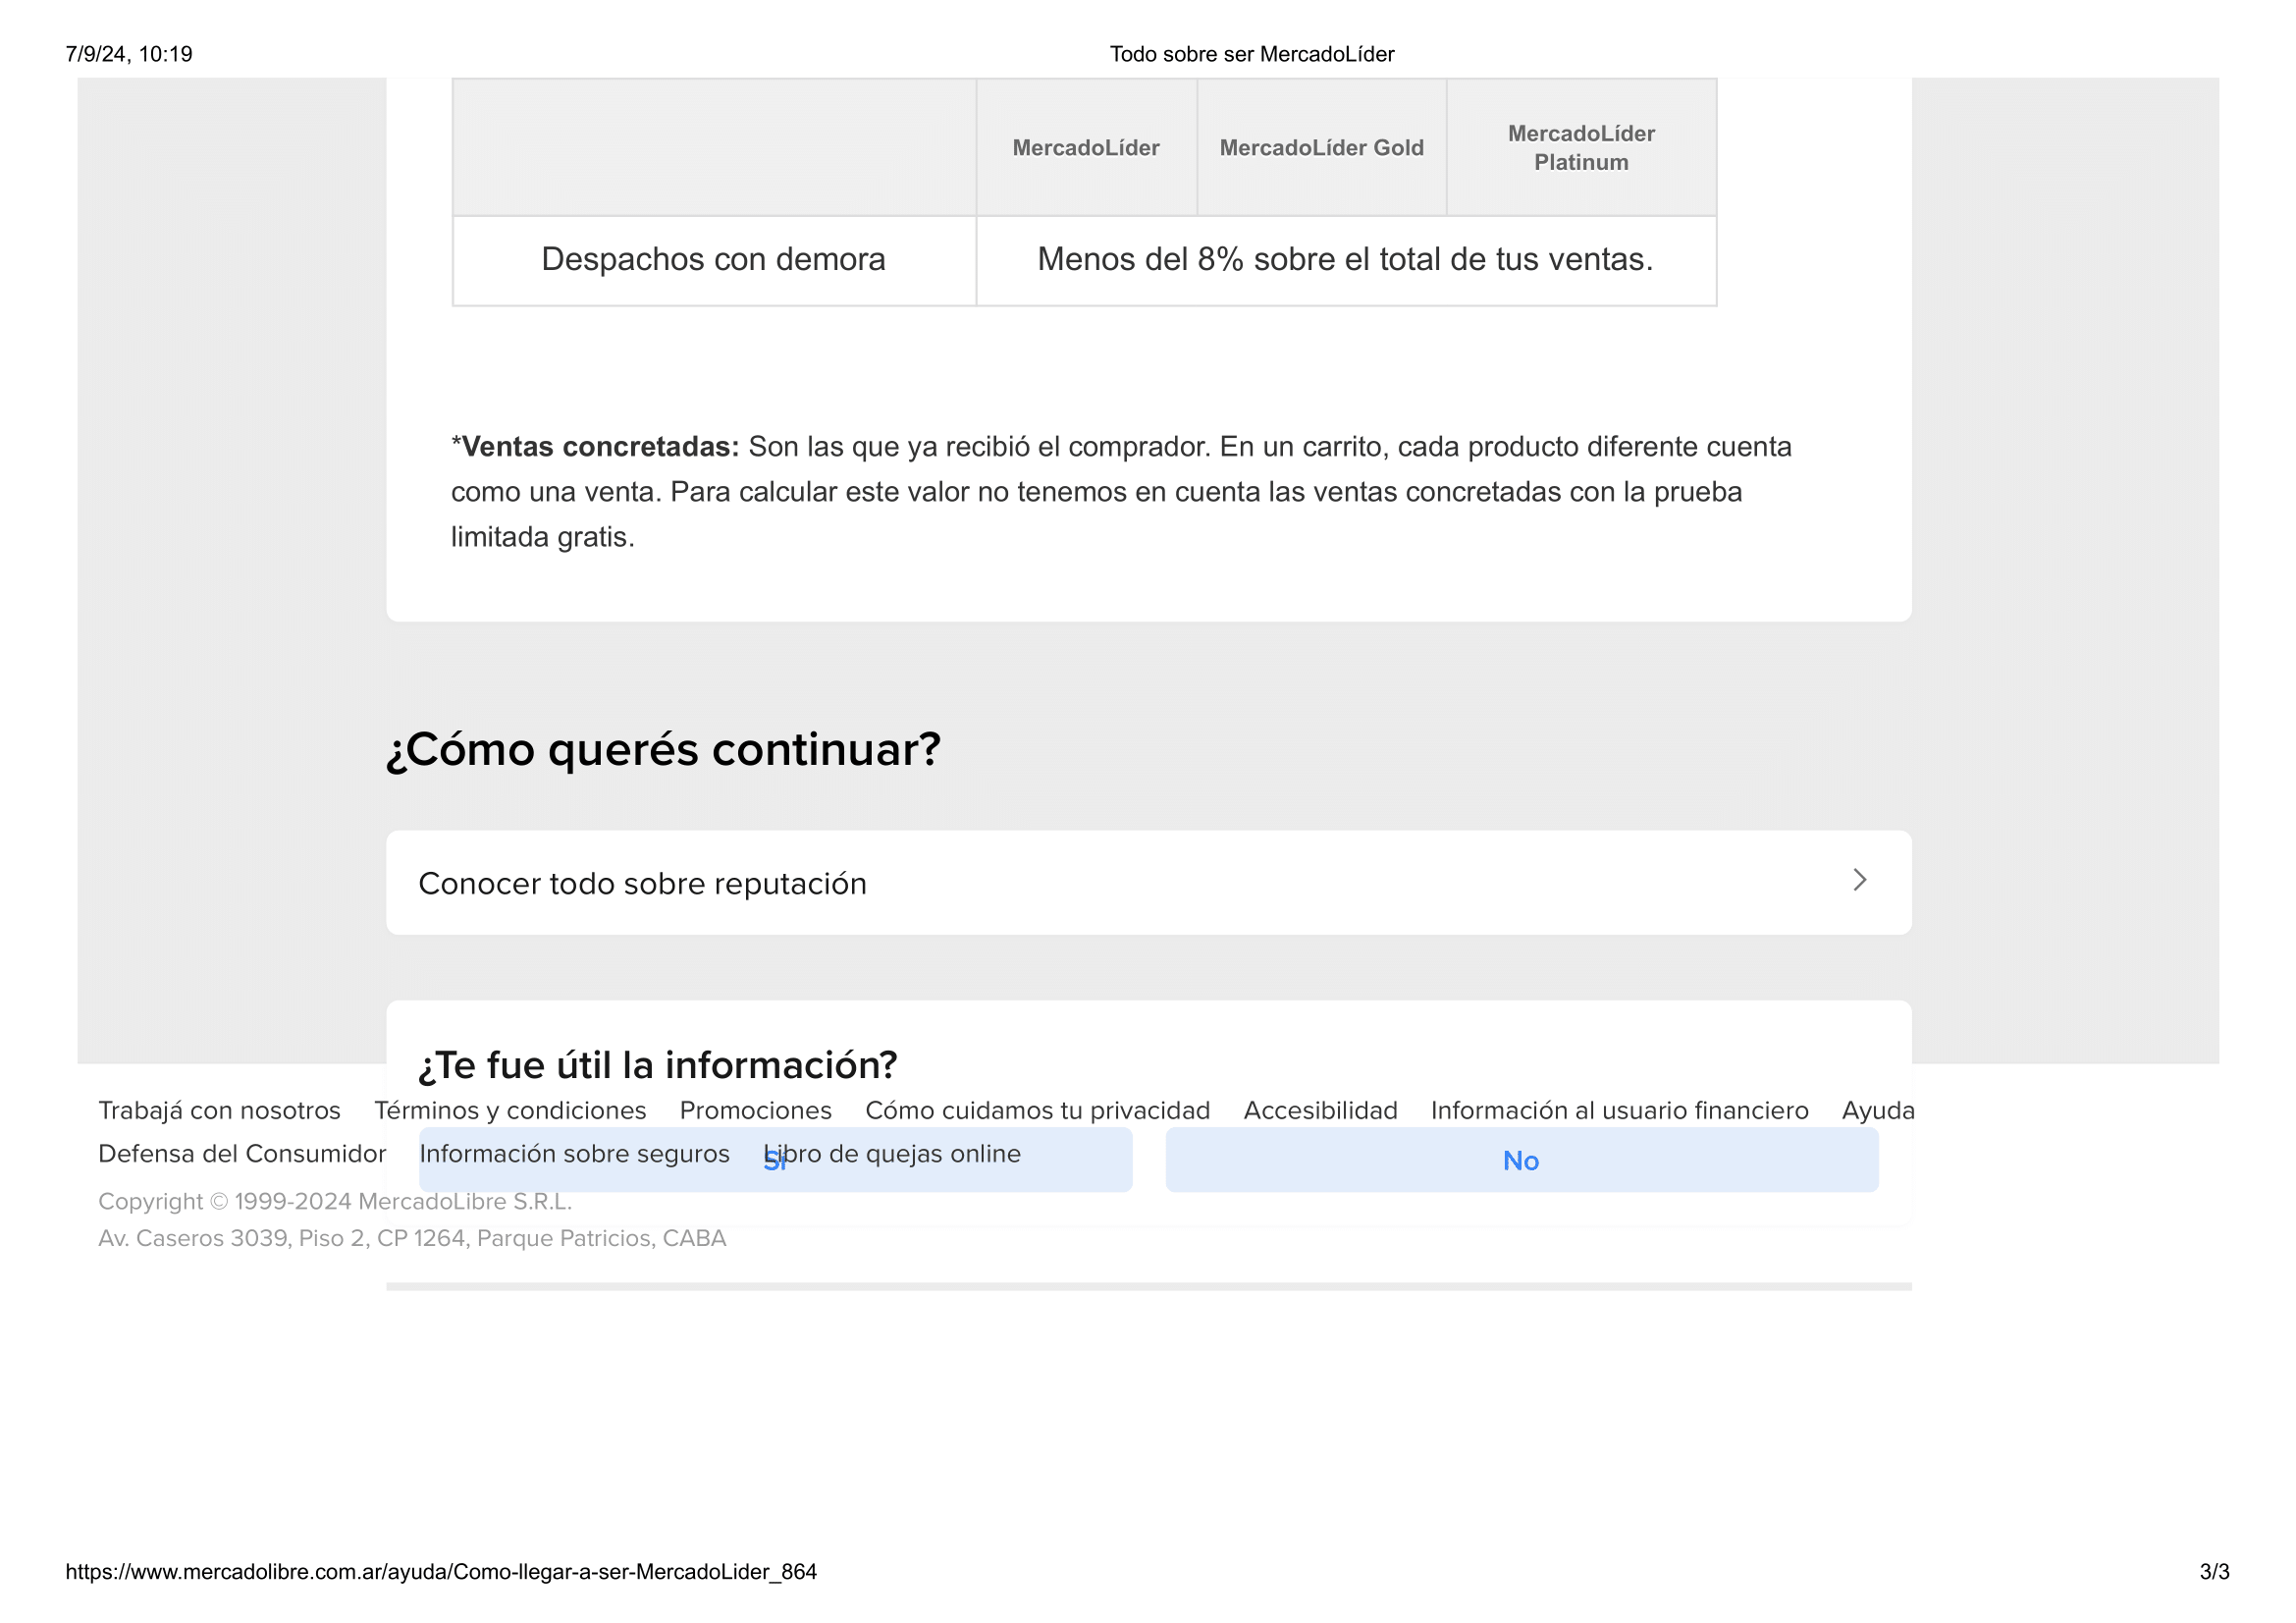 7/9/24, 10:19 Todo sobre ser MercadoLíder
MercadoLíder MercadoLíder Gold MercadoLíder
Platinum
Despachos con demora Menos del 8% sobre el total de tus ventas.
*Ventas concretadas: Son las que ya recibió el comprador. En un carrito, cada producto diferente cuenta
como una venta. Para calcular este valor no tenemos en cuenta las ventas concretadas con la prueba
limitada gratis.
¿Cómo querés continuar?
Conocer todo sobre reputación
¿Te fue útil la información?
Trabajá con nosotros Términos y condiciones Promociones Cómo cuidamos tu privacidad Accesibilidad Información al usuario financiero Ayuda
Defensa del Consumidor Información sobre seguros Libro de quejas online
Sí No
Copyright © 1999-2024 MercadoLibre S.R.L.
Av. Caseros 3039, Piso 2, CP 1264, Parque Patricios, CABA
https://www.mercadolibre.com.ar/ayuda/Como-llegar-a-ser-MercadoLider_864 3/3